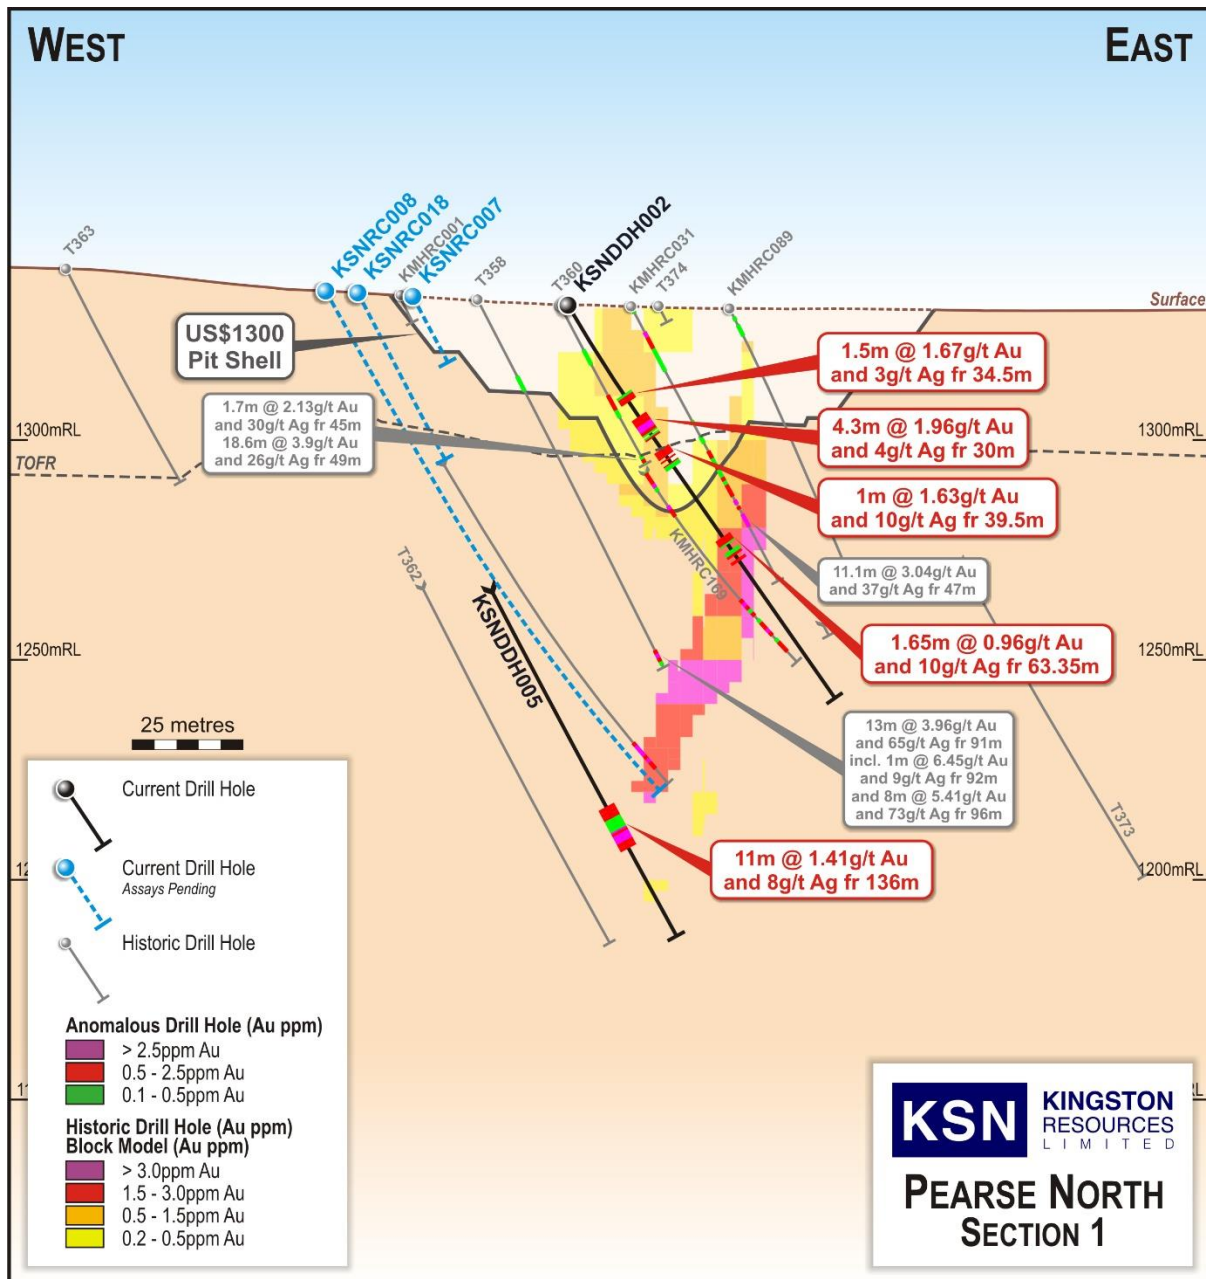 WEST
EAST
T363
KSNRC008
KSNRC018
KMHRC001
KSNRC007
T358
T360
KSNDDH002
KMHRC031
T374
KMHRC089
Surface
US$1300
Pit Shell
1.5m @ 1.67g/t Au
and 3g/t Ag fr 34.5m
1.7m @ 2.13g/t Au
and 30g/t Ag fr 45m
18.6m @ 3.9g/t Au
and 26g/t Ag fr 49m
4.3m @ 1.96g/t Au
and 4g/t Ag fr 30m
1300mRL
1300mRL
TOFR
1m @ 1.63g/t Au
and 10g/t Ag fr 39.5m
KMHRC169
T362
11.1m @ 3.04g/t Au
and 37g/t Ag fr 47m
KSNDDH005
1.65m @ 0.96g/t Au
and 10g/t Ag fr 63.35m
1250mRL
1250mRL
25 metres
13m @ 3.96g/t Au
and 65g/t Ag fr 91m
incl. 1m @ 6.45g/t Au
and 9g/t Ag fr 92m
and 8m @ 5.41g/t Au
and 73g/t Ag fr 96m
T373
11m @ 1.41g/t Au
and 8g/t Ag fr 136m
1200mRL
Current Drill Hole
Current Drill Hole
Assays Pending
Historic Drill Hole
Anomalous Drill Hole (Au ppm)
> 2.5ppm Au
0.5 - 2.5ppm Au
0.1 - 0.5ppm Au
Historic Drill Hole (Au ppm)
Block Model (Au ppm)
> 3.0ppm Au
1.5 - 3.0ppm Au
0.5 - 1.5ppm Au
0.2 - 0.5ppm Au
KSN
KINGSTON
RESOURCES
LIMITED
PEARSE NORTH
SECTION 1